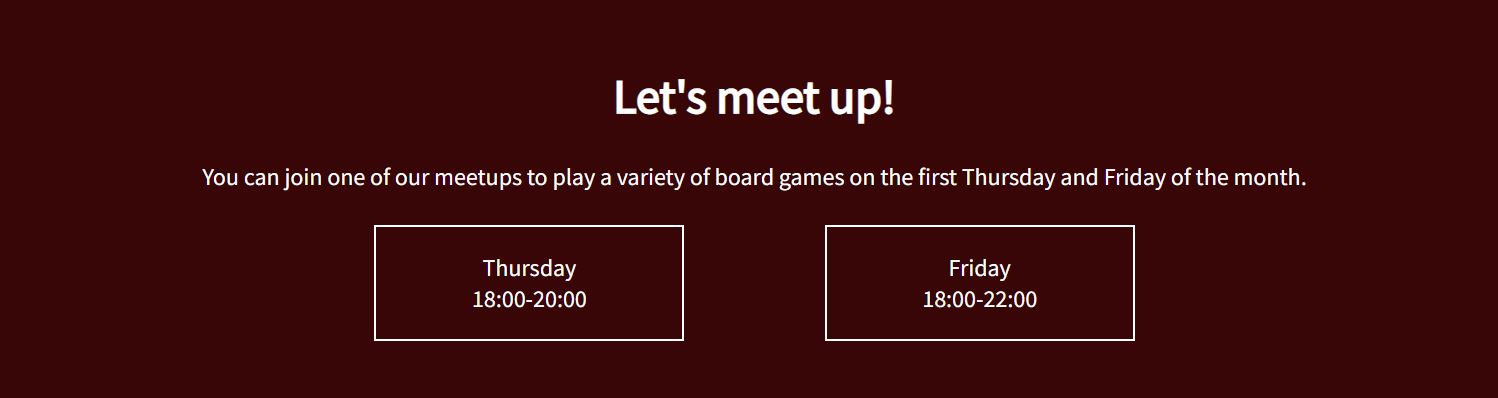 Let's meet up!
You can join one of our meetups to play a variety of board games on the first Thursday and Friday of the month.
Thursday
18:00-20:00
Friday
18:00-22:00